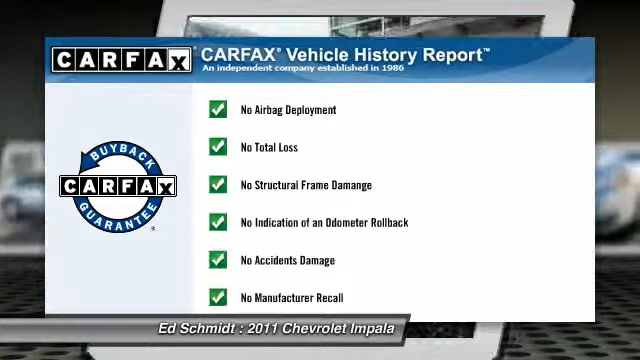 CARFAX
CARFAX® Vehicle History Report™
An independent company established in 1986
No Airbag Deployment
No Total Loss
No Structural Frame Damange
No Indication of an Odometer Rollback
No Accidents Damage
No Manufacturer Recall
BUYBACK
CARFAX
GUARANTEE®
Ed Schmidt : 2011 Chevrolet Impala